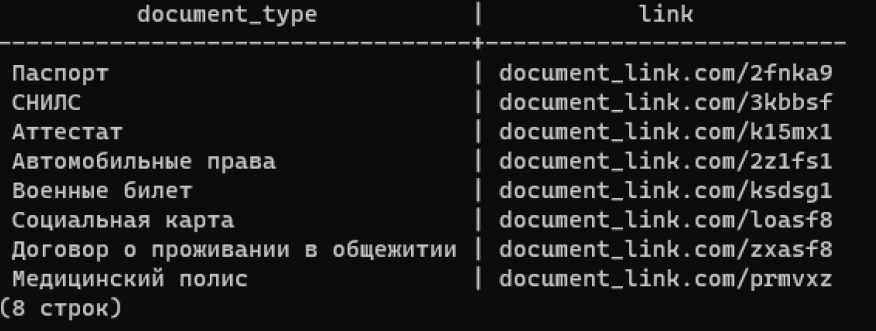 document_type | link
----------------------------------+--------------------------
Паспорт | document_link.com/2fnka9
СНИЛС | document_link.com/3kbbsf
Аттестат | document_link.com/k15mx1
Автомобильные права | document_link.com/2z1fs1
Военные билет | document_link.com/ksdsg1
Социальная карта | document_link.com/loasf8
Договор о проживании в общежитии | document_link.com/zxasf8
Медицинский полис | document_link.com/prmvxz
(8 строк)